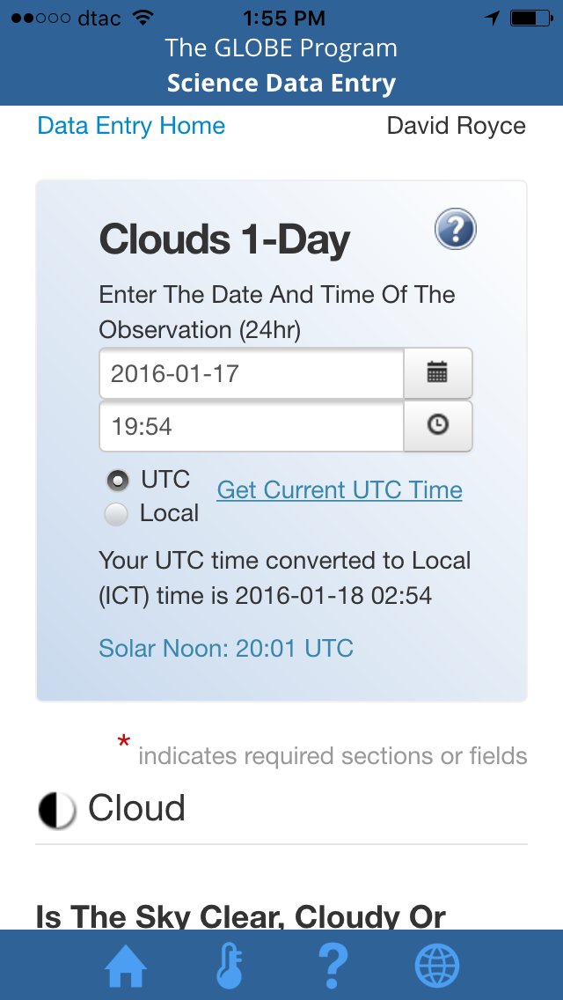 dtac 1:55 PM
The GLOBE Program
Science Data Entry
Data Entry Home David Royce
Clouds 1-Day ?
Enter The Date And Time Of The
Observation (24hr)
2016-01-17
19:54
UTC
Get Current UTC Time
Local
Your UTC time converted to Local
(ICT) time is 2016-01-18 02:54
Solar Noon: 20:01 UTC
* indicates required sections or fields
Cloud
Is The Sky Clear, Cloudy Or
?